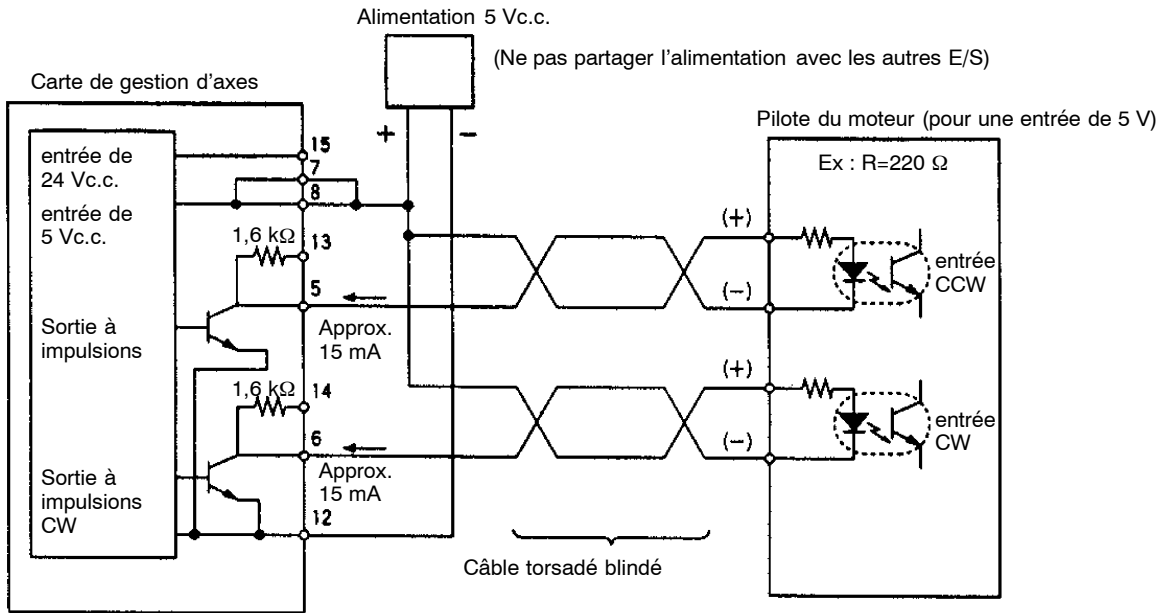 Alimentation 5 Vc.c.
(Ne pas partager l'alimentation avec les autres E/S)
Carte de gestion d'axes
+
−
Pilote du moteur (pour une entrée de 5 V)
Ex : R=220 Ω
entrée de
24 Vc.c.
15
7
8
entrée de
5 Vc.c.
1,6 kΩ
13
5
Approx.
15 mA
Sortie à
impulsions
(+)
(−)
entrée
CCW
1,6 kΩ
14
6
Approx.
15 mA
Sortie à
impulsions
CW
12
(+)
(−)
entrée
CW
Câble torsadé blindé